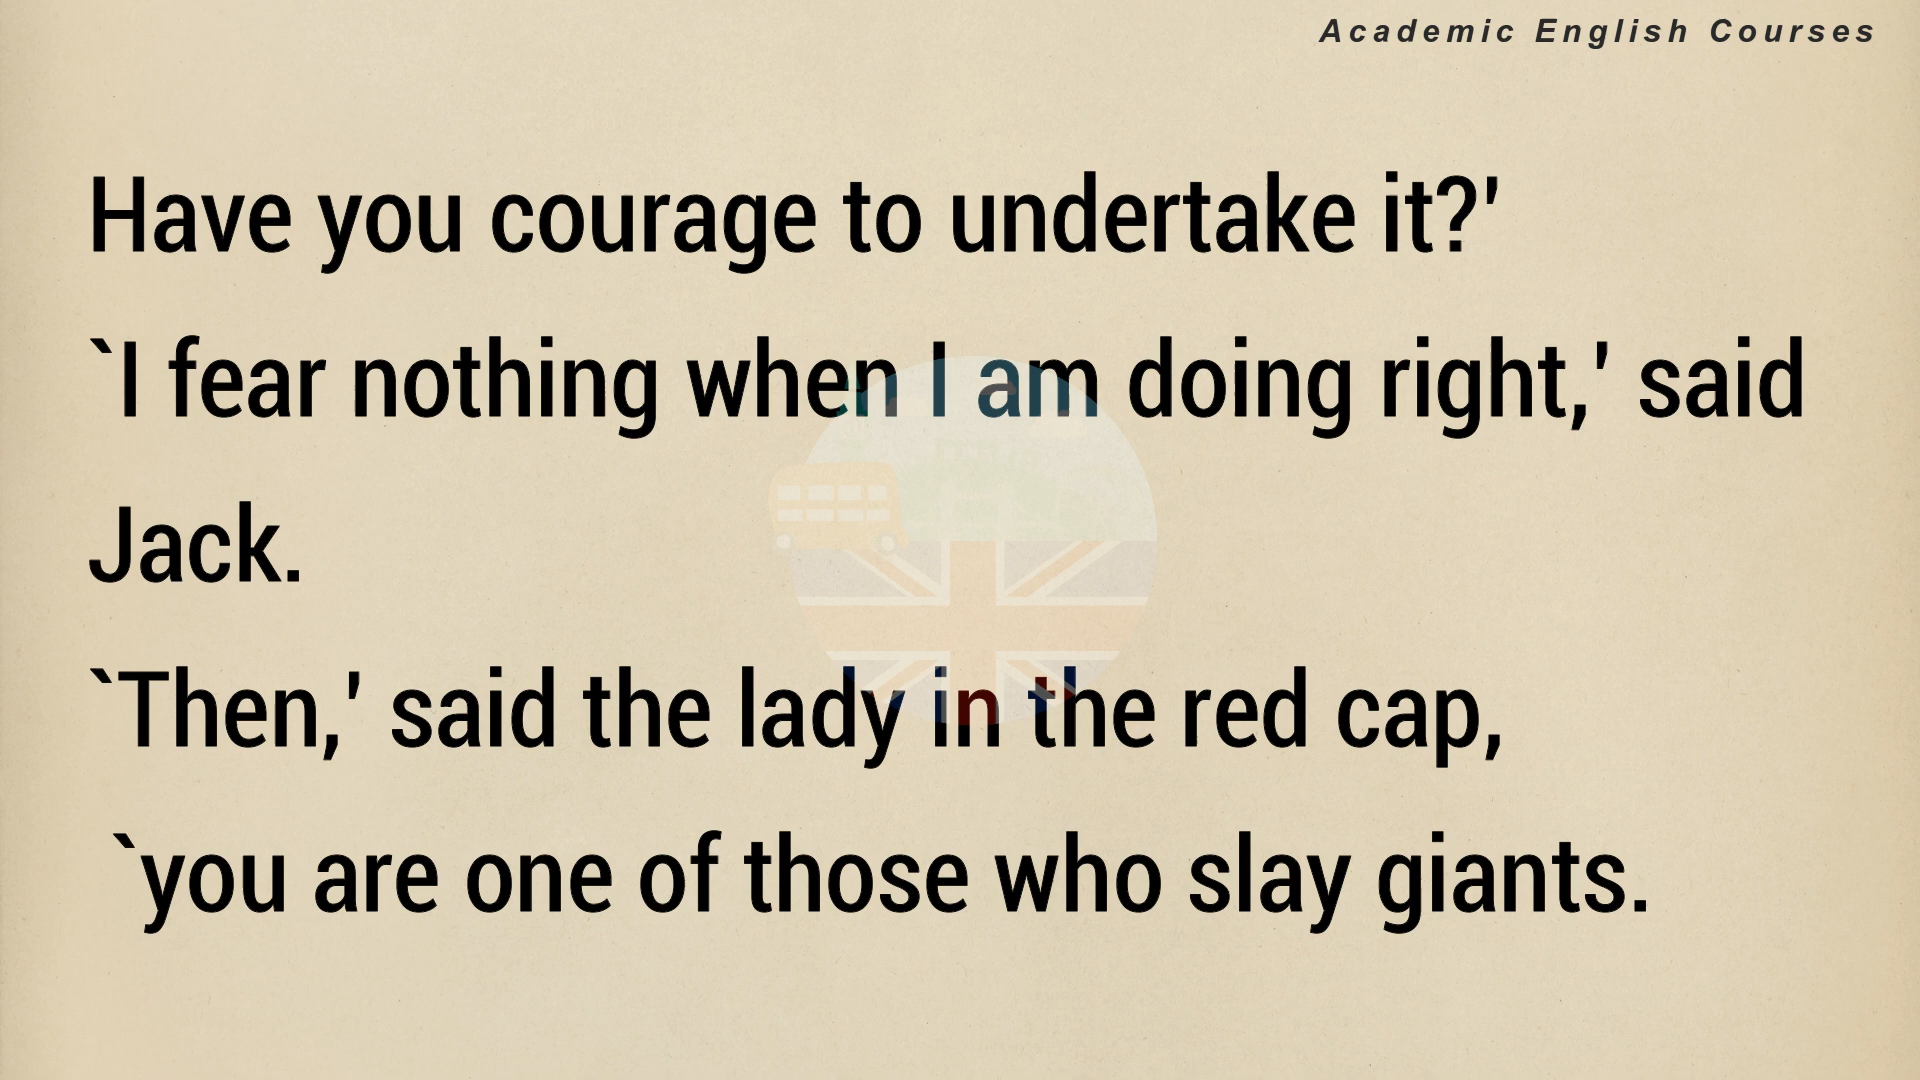 Academic English Courses
Have you courage to undertake it?'
`I fear nothing when I am doing right,' said
Jack.
`Then,' said the lady in the red cap,
`you are one of those who slay giants.